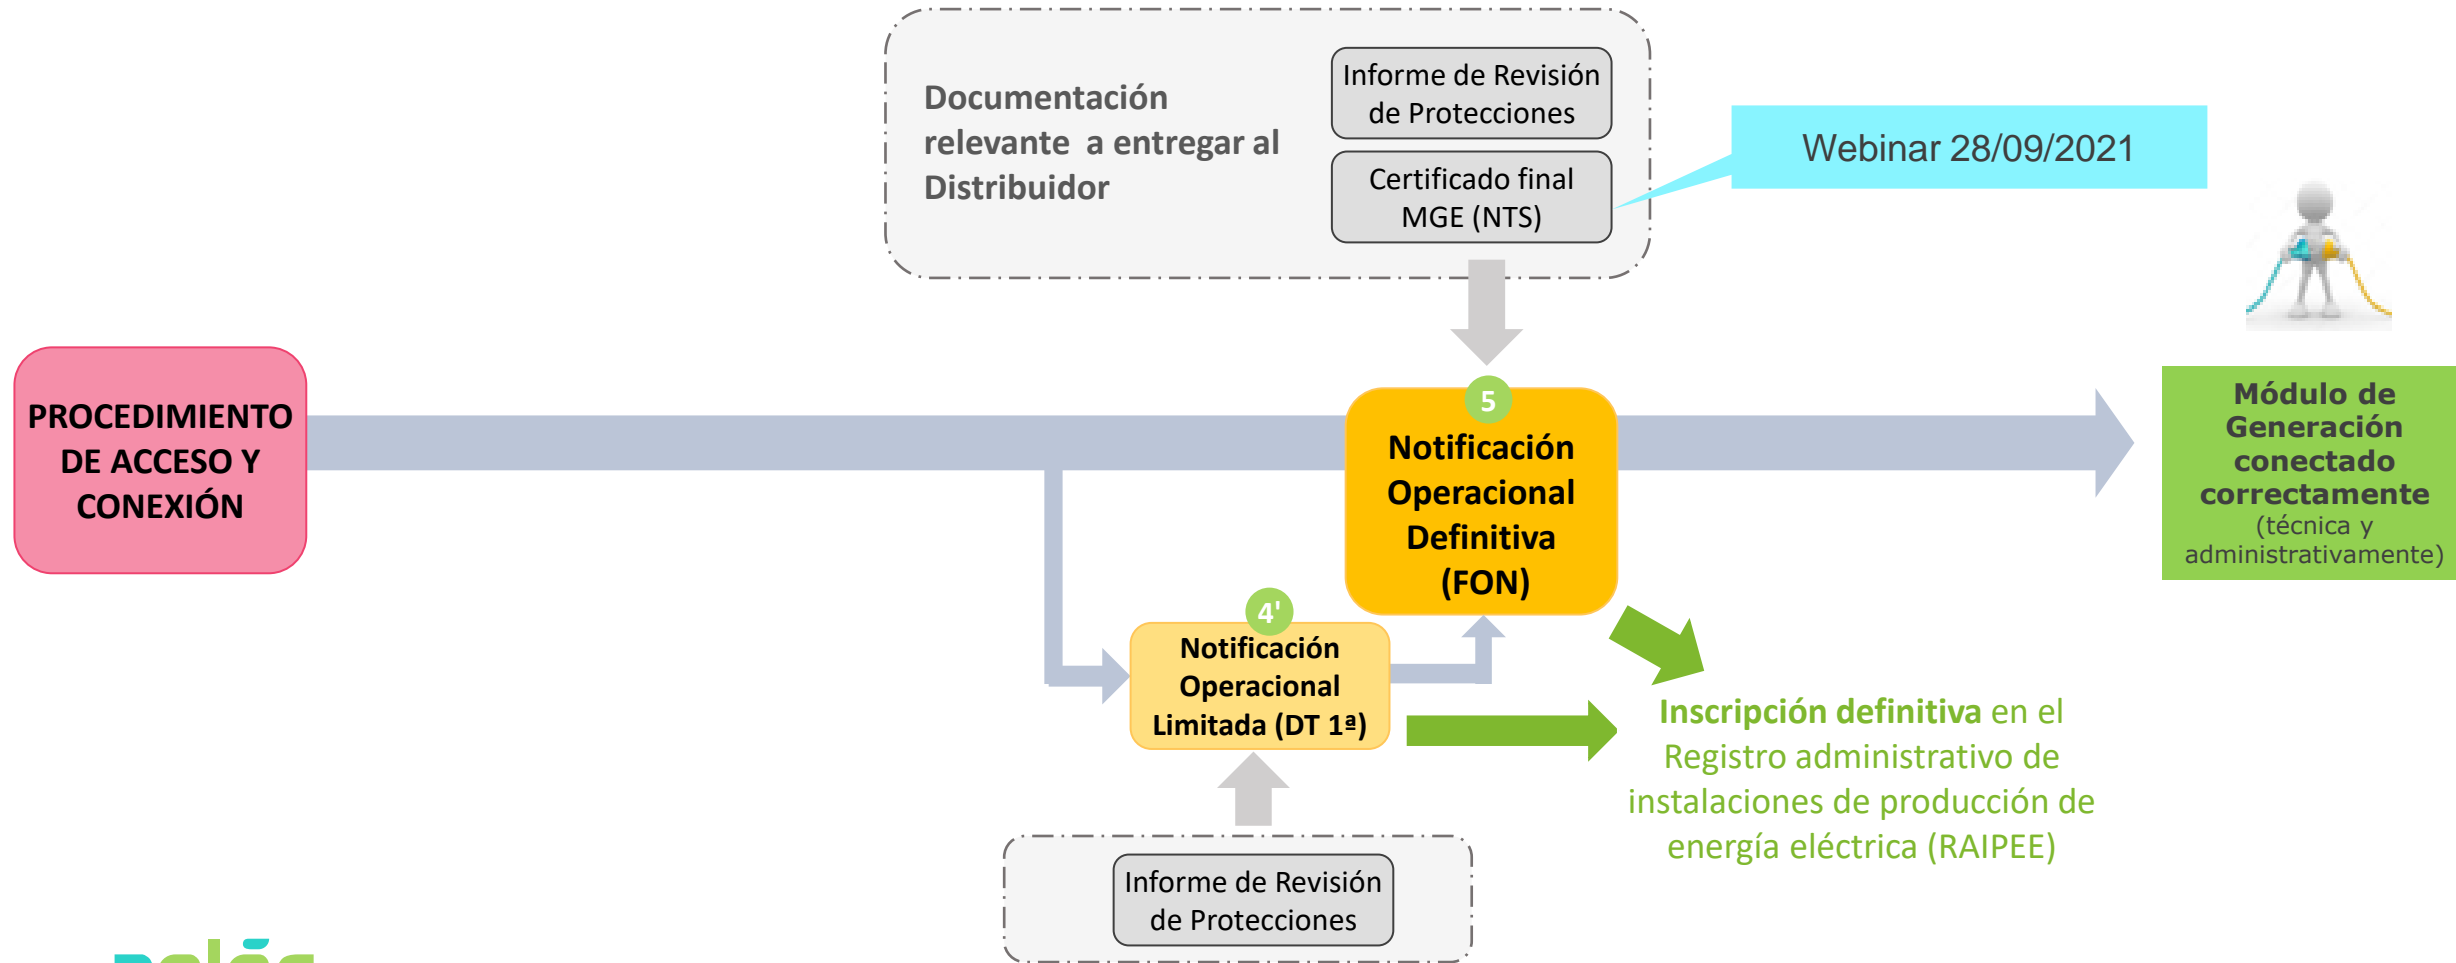 Documentación
relevante a entregar al
Distribuidor
Informe de Revisión
de Protecciones
Certificado final
MGE (NTS)
Webinar 28/09/2021
PROCEDIMIENTO
DE ACCESO Y
CONEXIÓN
5
Notificación
Operacional
Definitiva
(FON)
Módulo de
Generación
conectado
correctamente
(técnica y
administrativamente)
4'
Notificación
Operacional
Limitada (DT 1ª)
Inscripción definitiva en el
Registro administrativo de
instalaciones de producción de
energía eléctrica (RAIPEE)
Informe de Revisión
de Protecciones